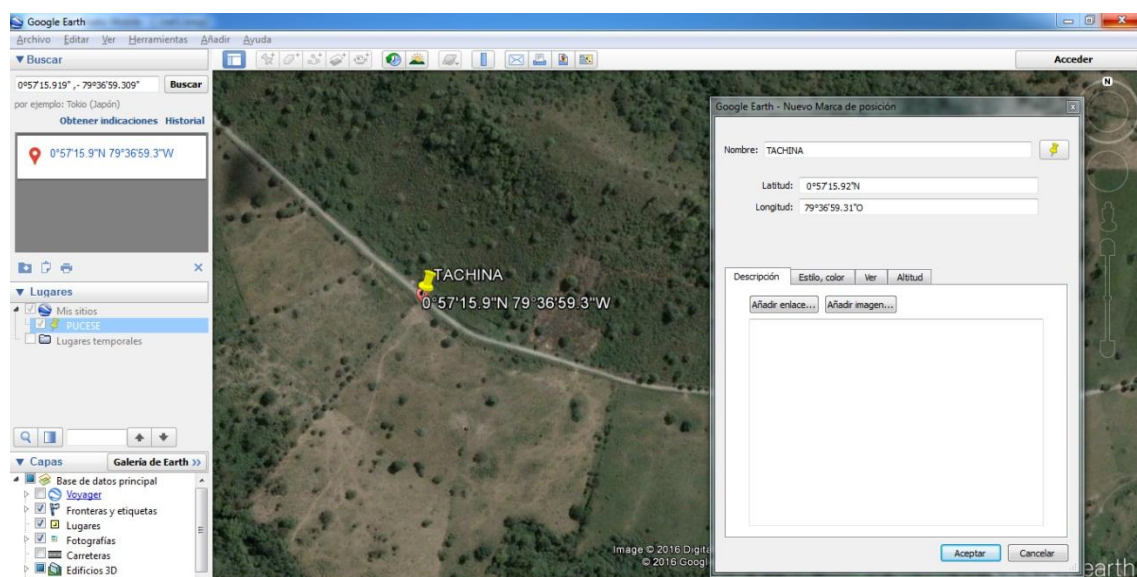 Google Earth
Archivo Editar Ver Herramientas Añadir Ayuda
▼ Buscar
0º57'15.919" ,- 79º36'59.309"
Buscar
por ejemplo: Tokio (Japón)
Obtener indicaciones Historial
0°57'15.9"N 79°36'59.3"W
▼ Lugares
Mis sitios
PUCESE
Lugares temporales
▼ Capas
Galería de Earth >>
Base de datos principal
Voyager
Fronteras y etiquetas
Lugares
Fotografías
Carreteras
Edificios 3D
Acceder
N
TACHINA
0°57'15.9"N 79°36'59.3"W
Google Earth - Nuevo Marca de posición
Nombre: TACHINA
Latitud: 0°57'15.92"N
Longitud: 79°36'59.31"O
Descripción Estilo, color Ver Altitud
Añadir enlace... Añadir imagen...
Aceptar Cancelar
Image © 2016 Digita
© 2016 Googl
earth